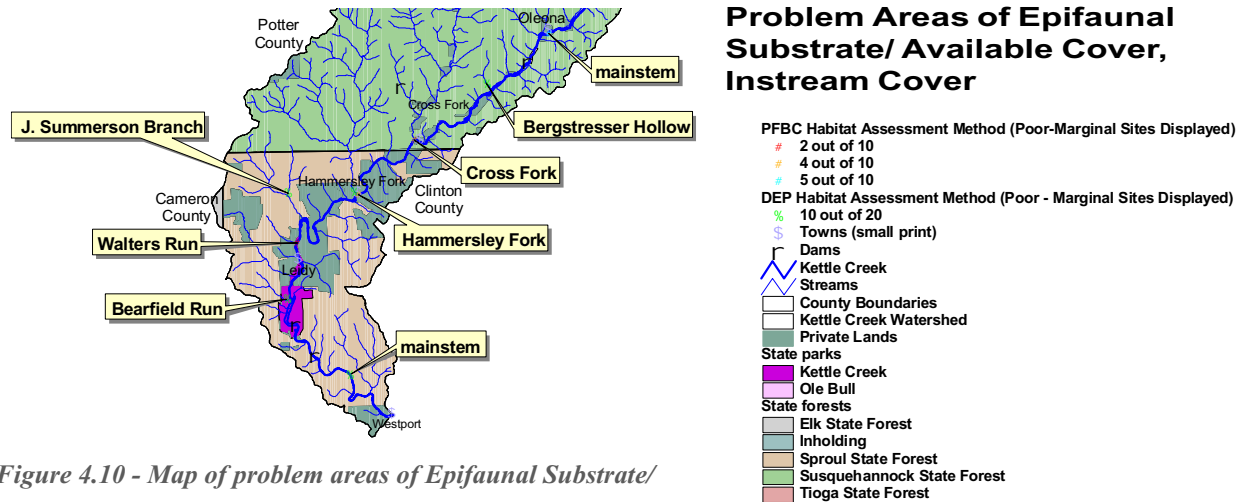 Problem Areas of Epifaunal
Substrate/ Available Cover,
Instream Cover
Potter
County
Oleona
mainstem
Cross Fork
Bergstresser Hollow
J. Summerson Branch
Cross Fork
Hammersley Fork
Clinton
County
Cameron
County
Walters Run
Hammersley Fork
Leidy
Bearfield Run
mainstem
Westport
PFBC Habitat Assessment Method (Poor-Marginal Sites Displayed)
# 2 out of 10
# 4 out of 10
# 5 out of 10
DEP Habitat Assessment Method (Poor - Marginal Sites Displayed)
% 10 out of 20
$ Towns (small print)
r Dams
Kettle Creek
Streams
County Boundaries
Kettle Creek Watershed
Private Lands
State parks
Kettle Creek
Ole Bull
State forests
Elk State Forest
Inholding
Sproul State Forest
Susquehannock State Forest
Tioga State Forest
Figure 4.10 - Map of problem areas of Epifaunal Substrate/